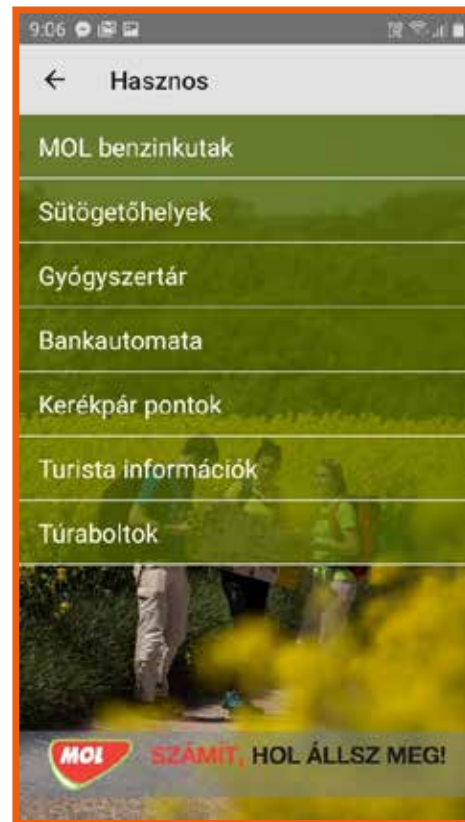 9:06
Hasznos
MOL benzinkutak
Sütögetőhelyek
Gyógyszertár
Bankautomata
Kerékpár pontok
Turista információk
Túraboltok
MOL SZÁMÍT, HOL ÁLLSZ MEG!